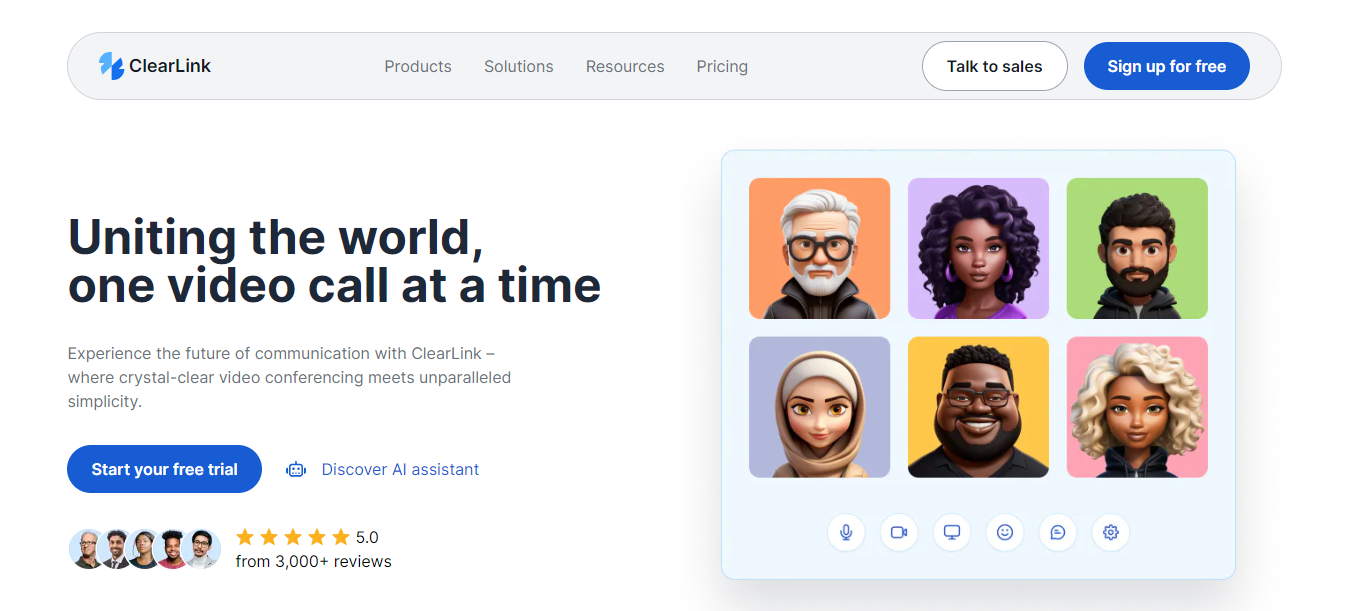 ClearLink
Products
Solutions
Resources
Pricing
Talk to sales
Sign up for free
Uniting the world,
one video call at a time
Experience the future of communication with ClearLink –
where crystal-clear video conferencing meets unparalleled
simplicity.
Start your free trial
Discover AI assistant
5.0
from 3,000+ reviews